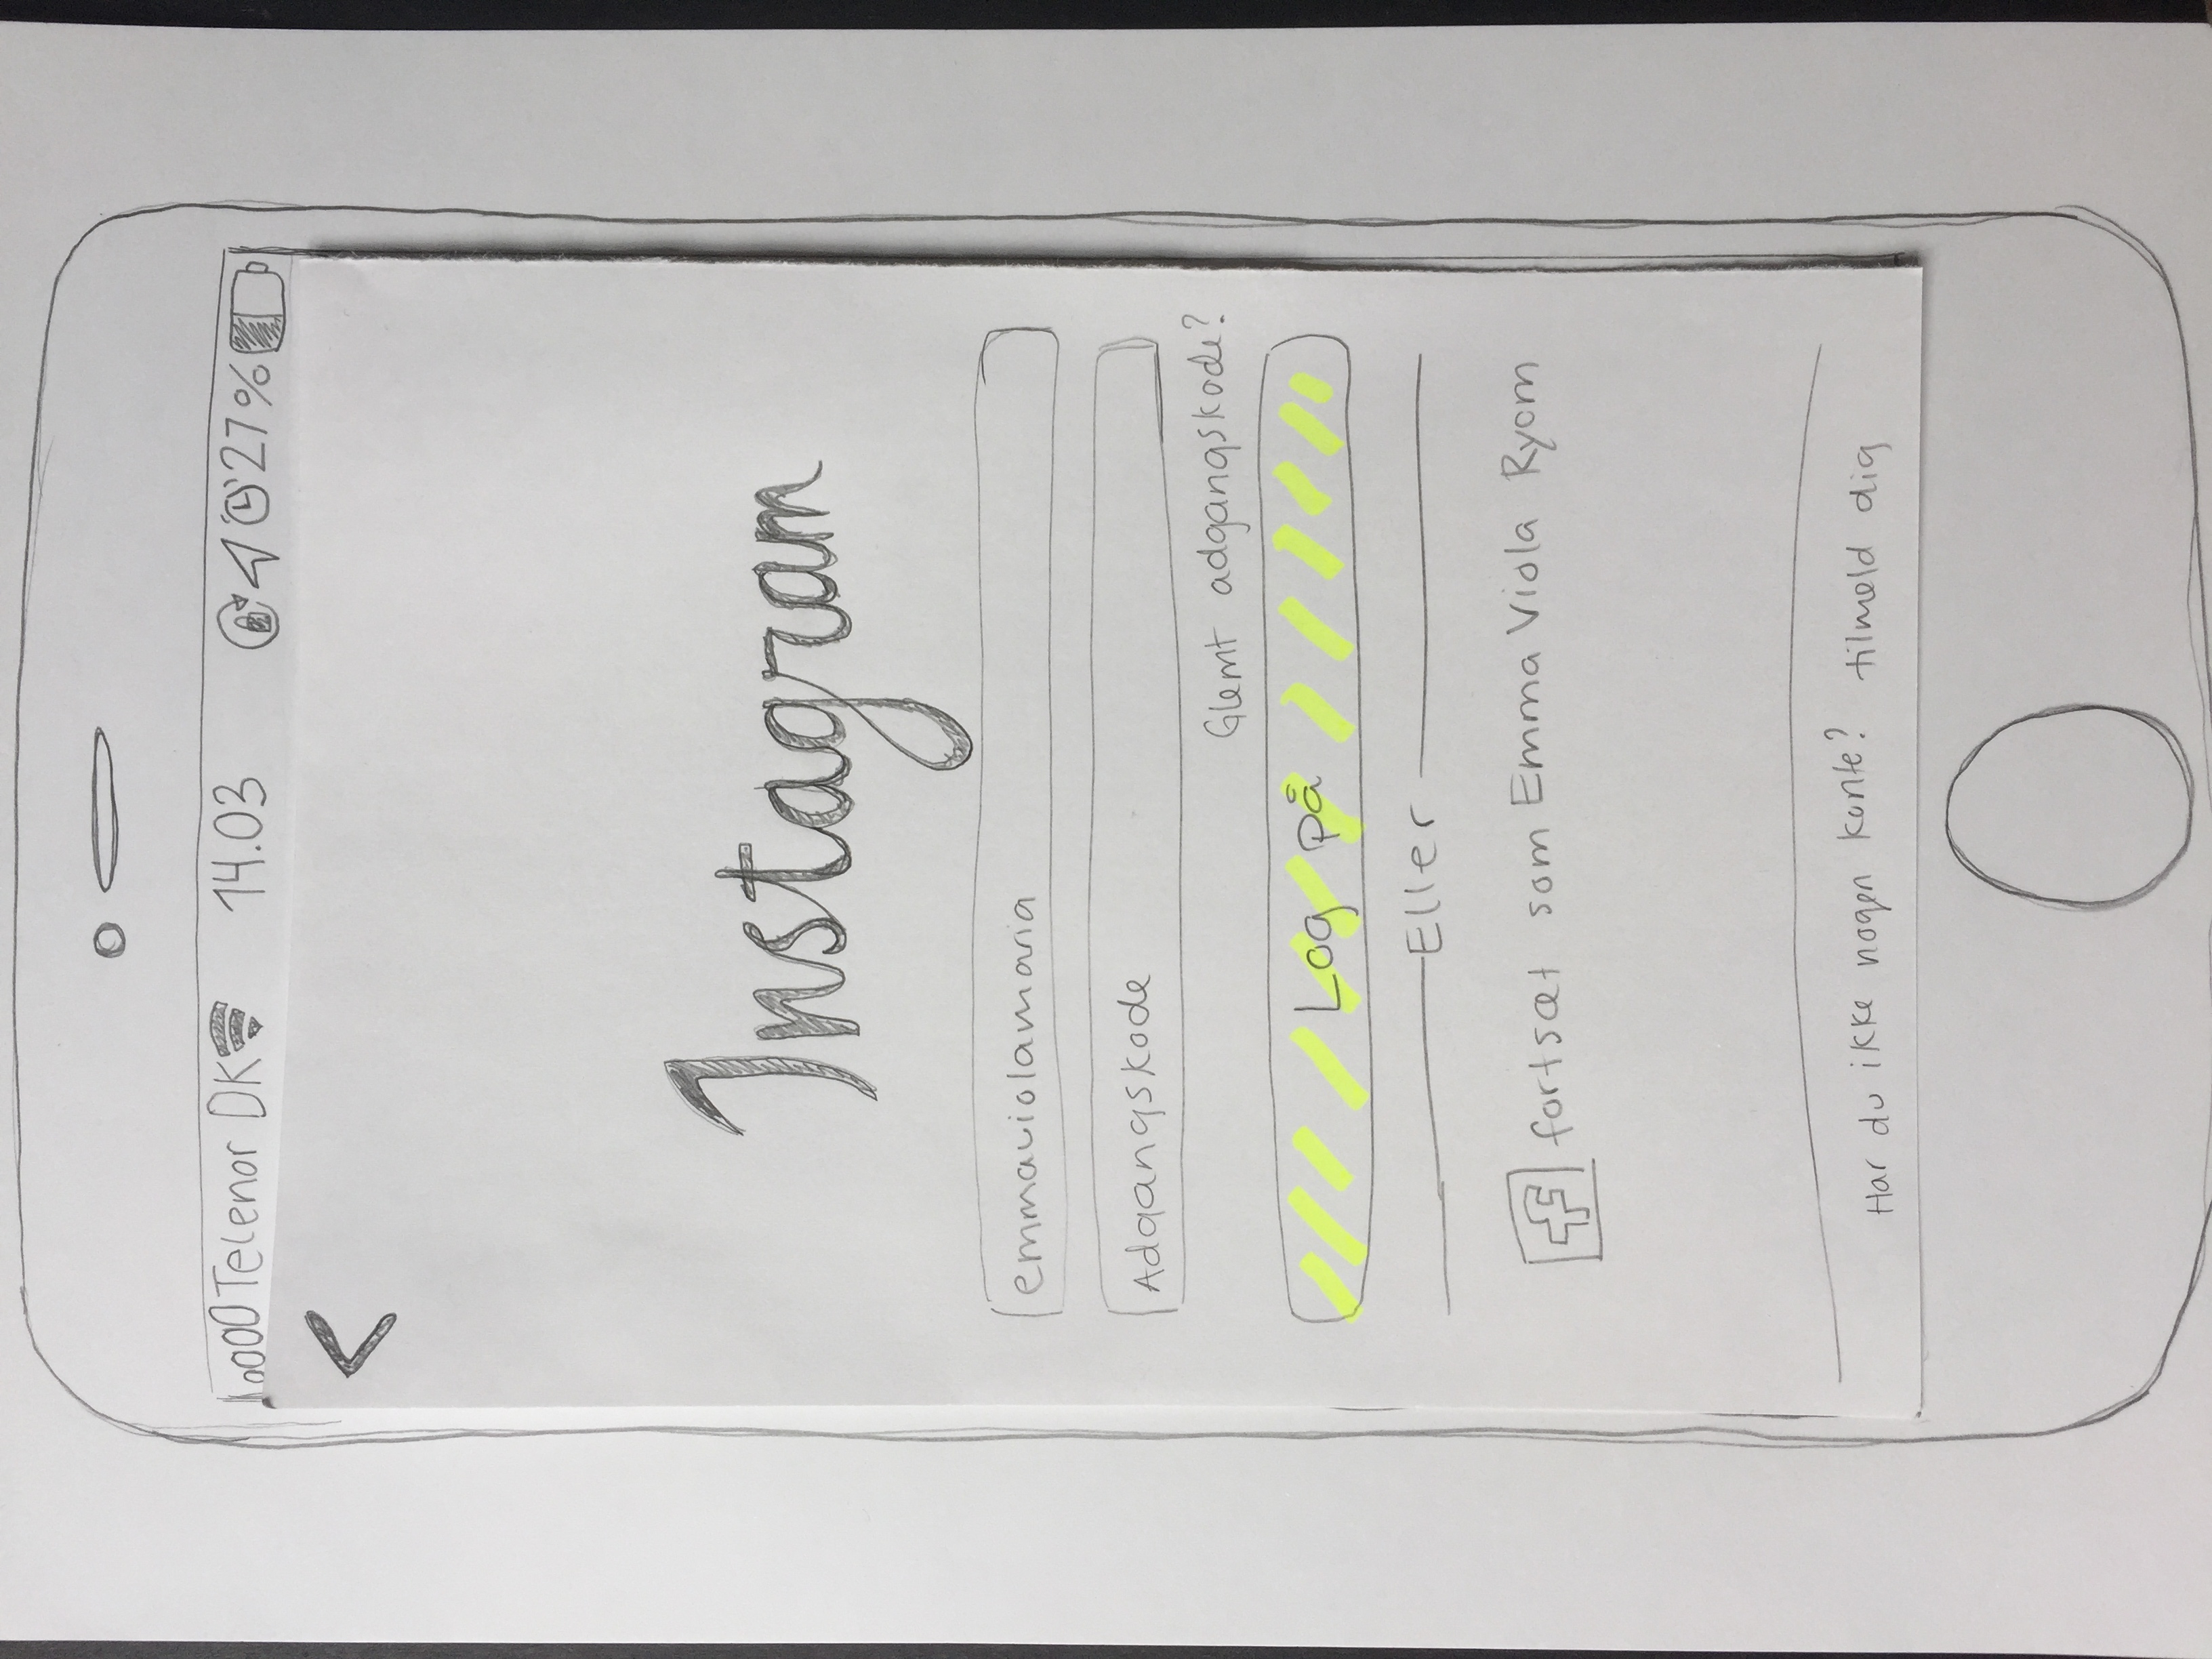 Telenor DK 14.03 27%
Instagram
emmaviolamaria
Adgangskode
Glemt adgangskode?
Log på
Eller
f fortsæt som Emma Viola Ryom
Har du ikke nogen konto? tilmeld dig